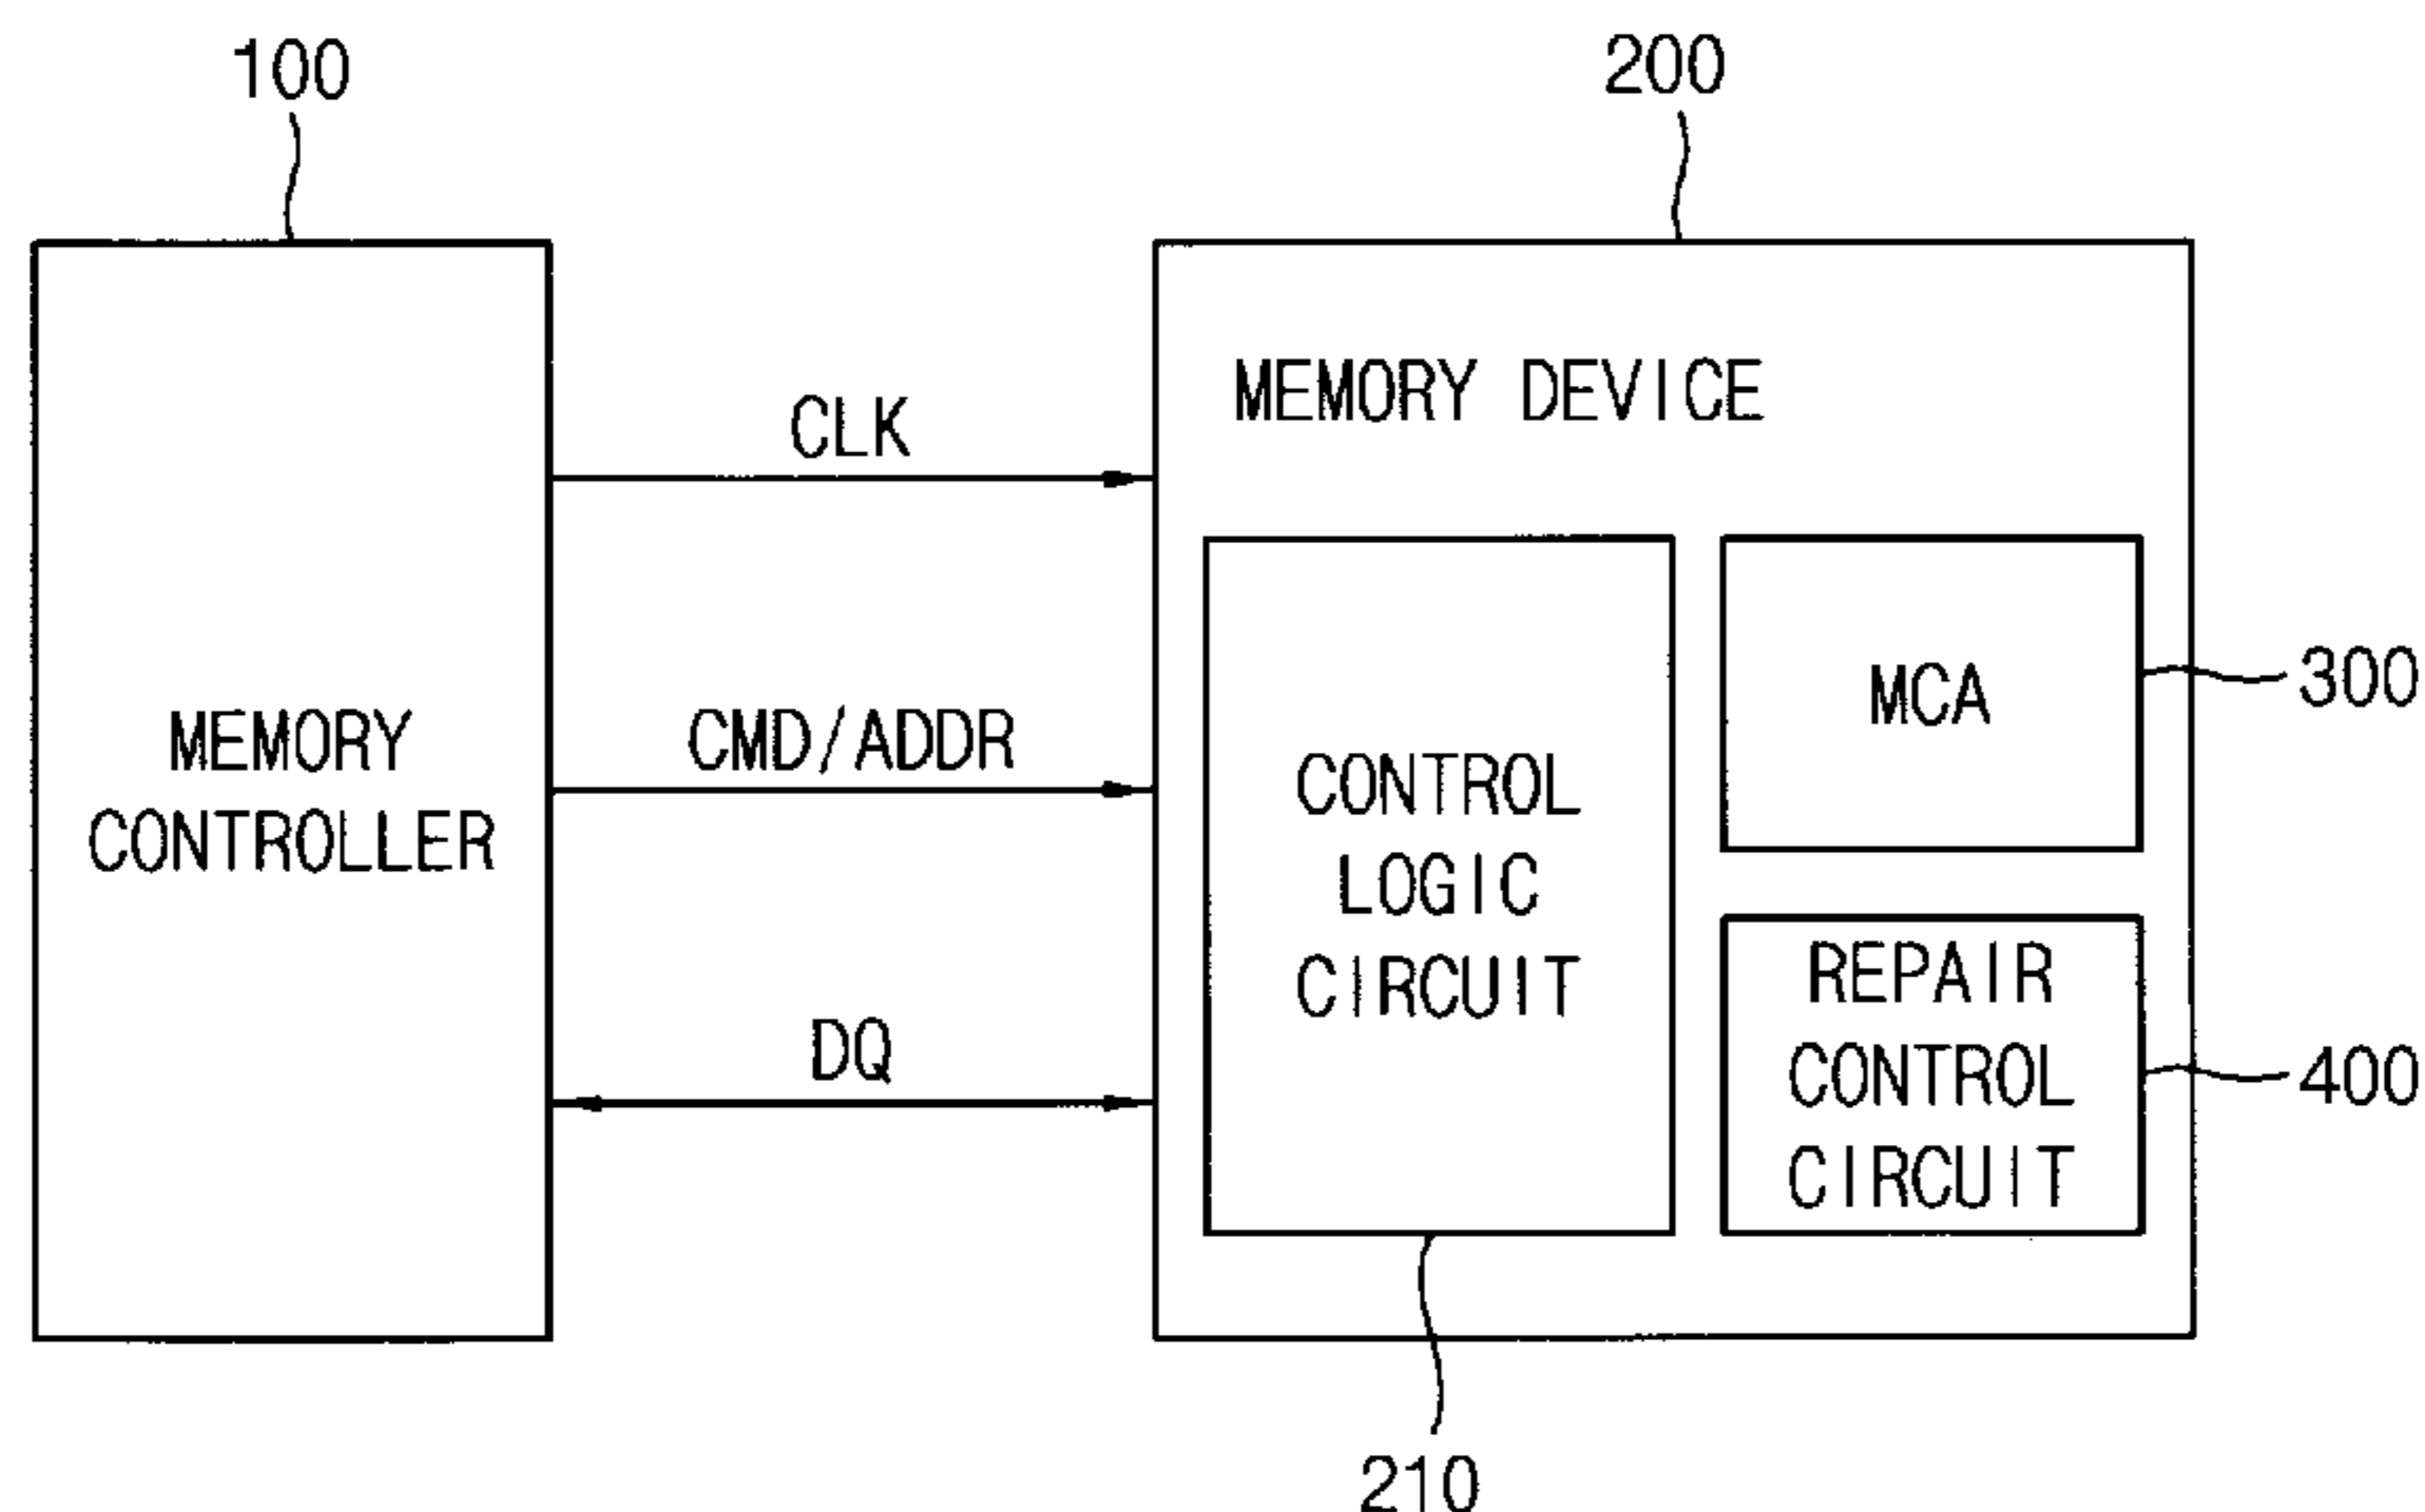 100
200
MEMORY
CONTROLLER
CLK
CMD/ADDR
DQ
MEMORY DEVICE
CONTROL
LOGIC
CIRCUIT
MCA
300
REPAIR
CONTROL
CIRCUIT
400
210